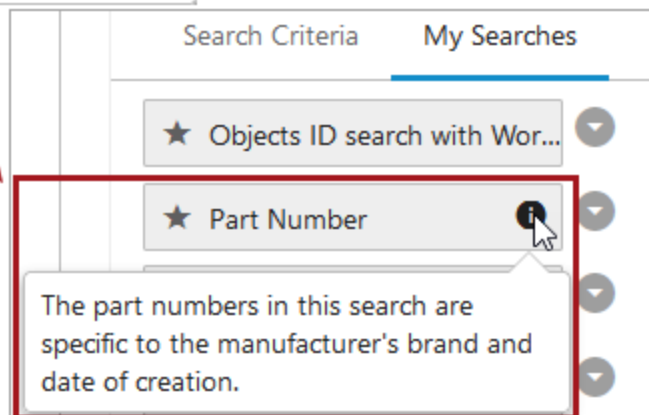 Search Criteria My Searches
Objects ID search with Wor...
Part Number
The part numbers in this search are
specific to the manufacturer's brand and
date of creation.